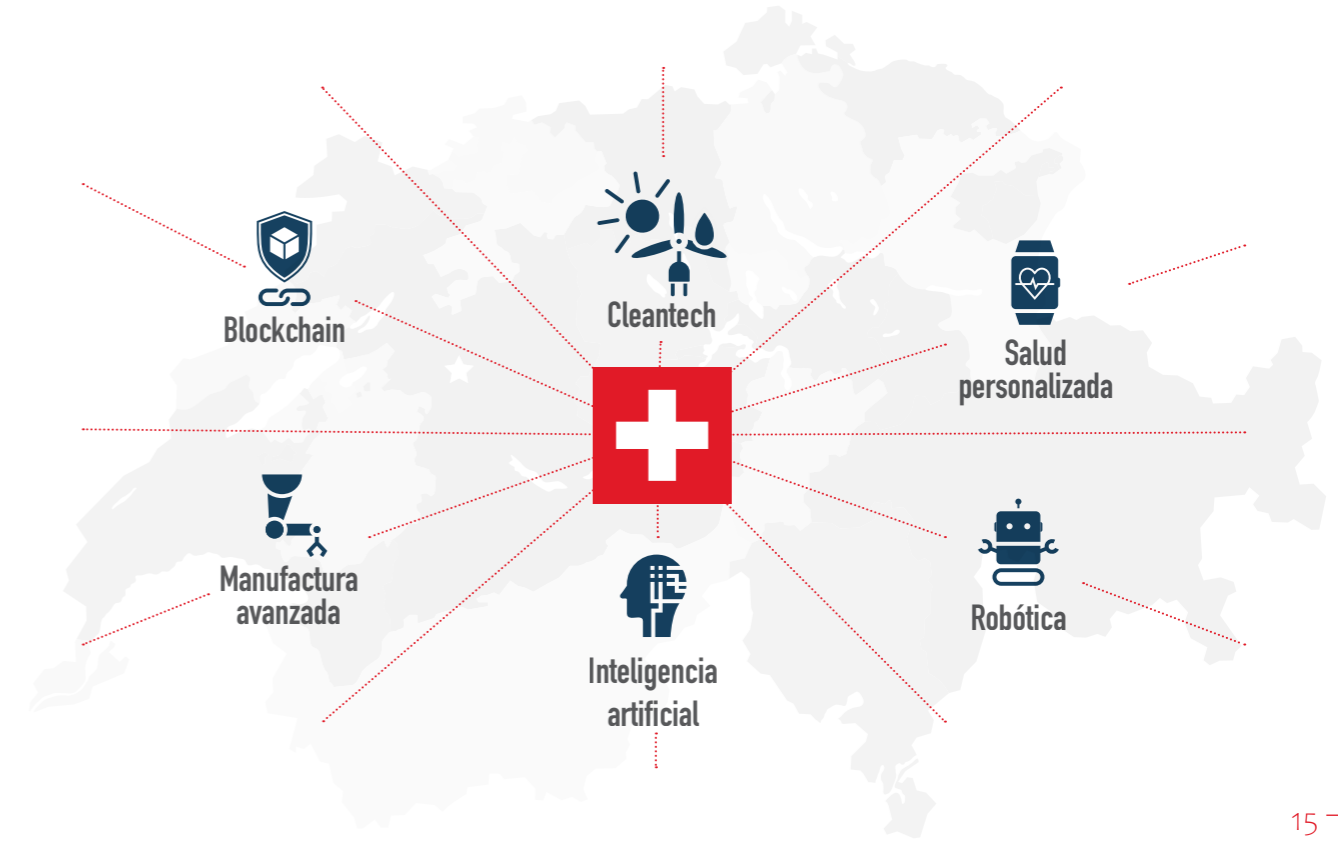 Blockchain
Cleantech
Salud
personalizada
Manufactura
avanzada
Inteligencia
artificial
Robótica
15